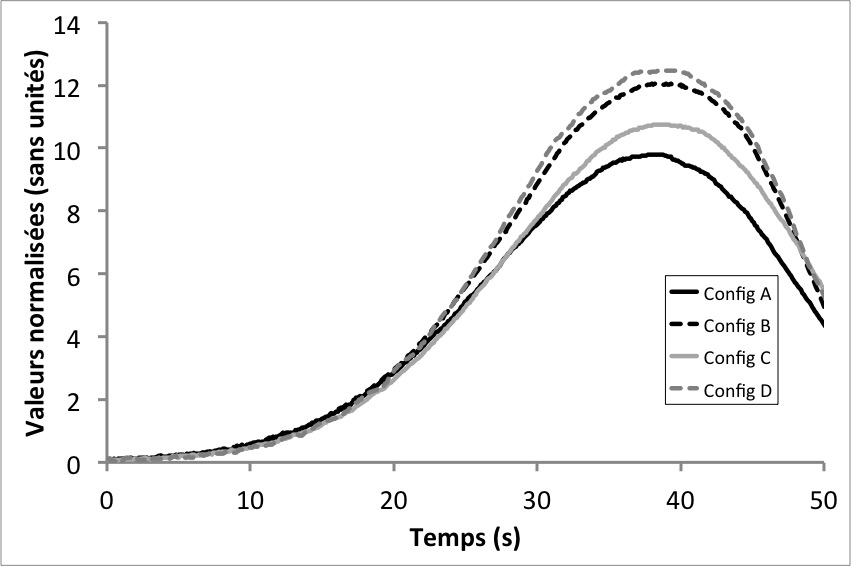 Valeurs normalisées (sans unités)
14
12
10
8
6
4
2
0
0 10 20 30 40 50
Temps (s)
Config A
Config B
Config C
Config D